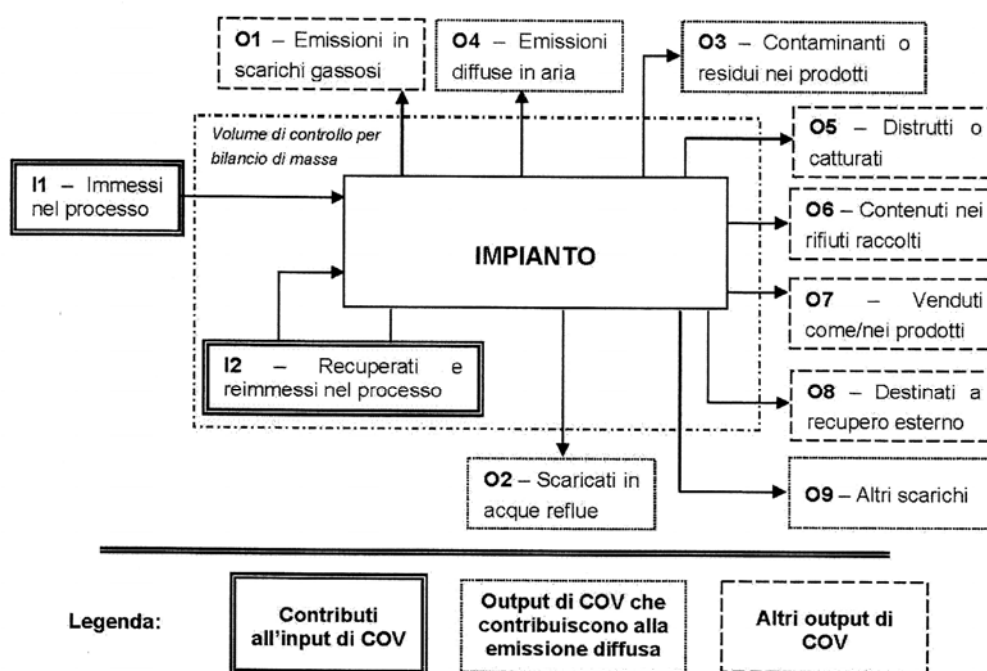 O1 – Emissioni in
scarichi gassosi
O4 – Emissioni
diffuse in aria
O3 – Contaminanti o
residui nei prodotti
Volume di controllo per
bilancio di massa
O5 – Distrutti o
catturati
I1 – Immessi
nel processo
O6 – Contenuti nei
rifiuti raccolti
IMPIANTO
O7 – Venduti
come/nei prodotti
I2 – Recuperati e
reimmessi nel processo
O8 – Destinati a
recupero esterno
O2 – Scaricati in
acque reflue
O9 – Altri scarichi
Legenda:
Contributi
all'input di COV
Output di COV che
contribuiscono alla
emissione diffusa
Altri output di
COV